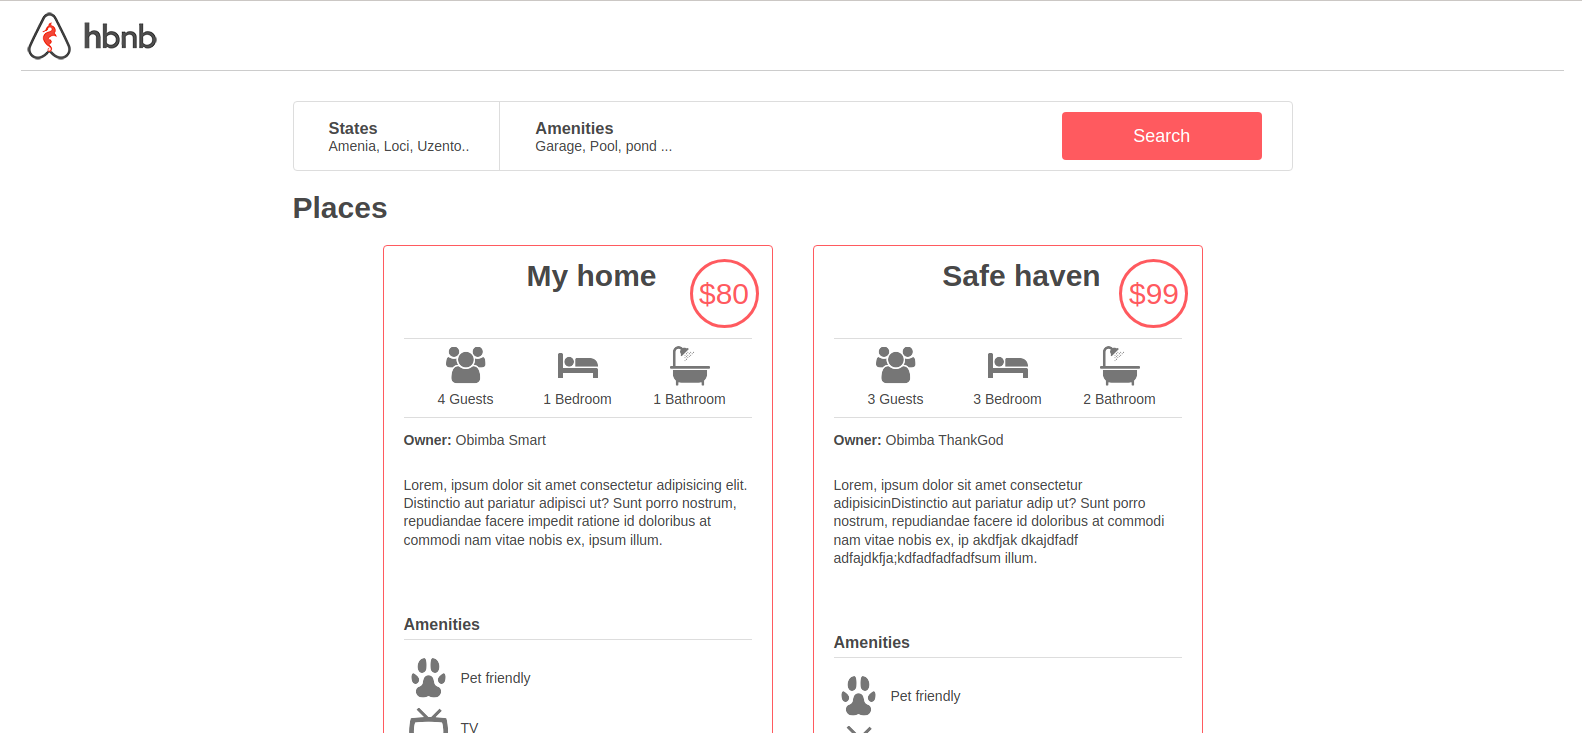 hbnb
States
Amenia, Loci, Uzento..
Amenities
Garage, Pool, pond ...
Search
Places
My home
$80
4 Guests
1 Bedroom
1 Bathroom
Owner: Obimba Smart
Lorem, ipsum dolor sit amet consectetur adipisicing elit.
Distinctio aut pariatur adipisci ut? Sunt porro nostrum,
repudiandae facere impedit ratione id doloribus at
commodi nam vitae nobis ex, ipsum illum.
Amenities
Pet friendly
TV
Safe haven
$99
3 Guests
3 Bedroom
2 Bathroom
Owner: Obimba ThankGod
Lorem, ipsum dolor sit amet consectetur
adipisicinDistinctio aut pariatur adip ut? Sunt porro
nostrum, repudiandae facere id doloribus at commodi
nam vitae nobis ex, ip akdfjak dkajdfadf
adfajdkfja;kdfadfadfadfsum illum.
Amenities
Pet friendly